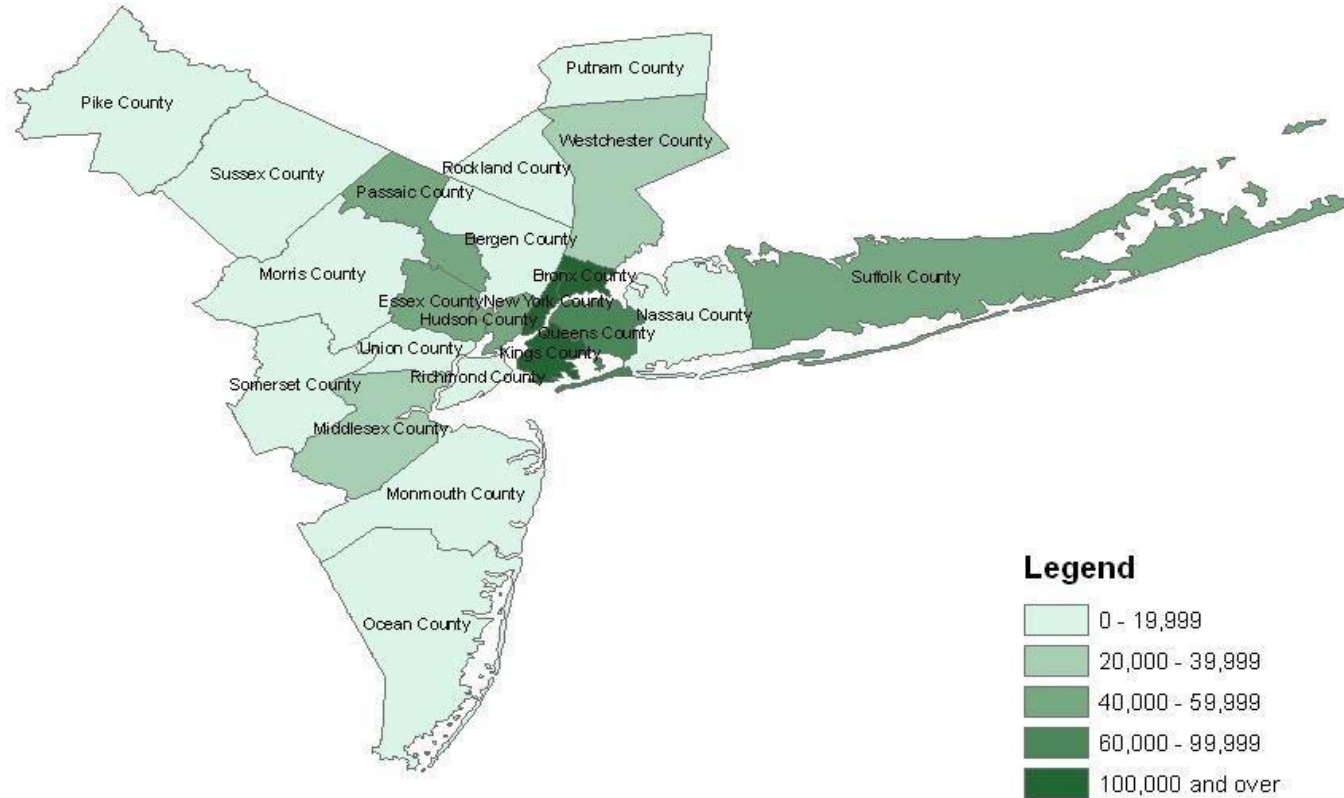 Putnam County
Pike County
Westchester County
Rockland County
Sussex County
Passaic County
Bergen County
Bronx County
Morris County
Suffolk County
Essex County
New York County
Nassau County
Hudson County
Queens County
Union County
Kings County
Richmond County
Somerset County
Middlesex County
Monmouth County
Ocean County
Legend
0 - 19,999
20,000 - 39,999
40,000 - 59,999
60,000 - 99,999
100,000 and over